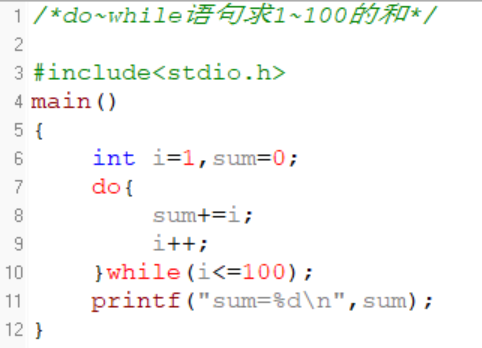 1 /*do~while语句求1~100的和*/
2
3 #include<stdio.h>
4 main()
5 {
6 int i=1,sum=0;
7 do{
8 sum+=i;
9 i++;
10 }while(i<=100);
11 printf("sum=%d\n",sum);
12 }